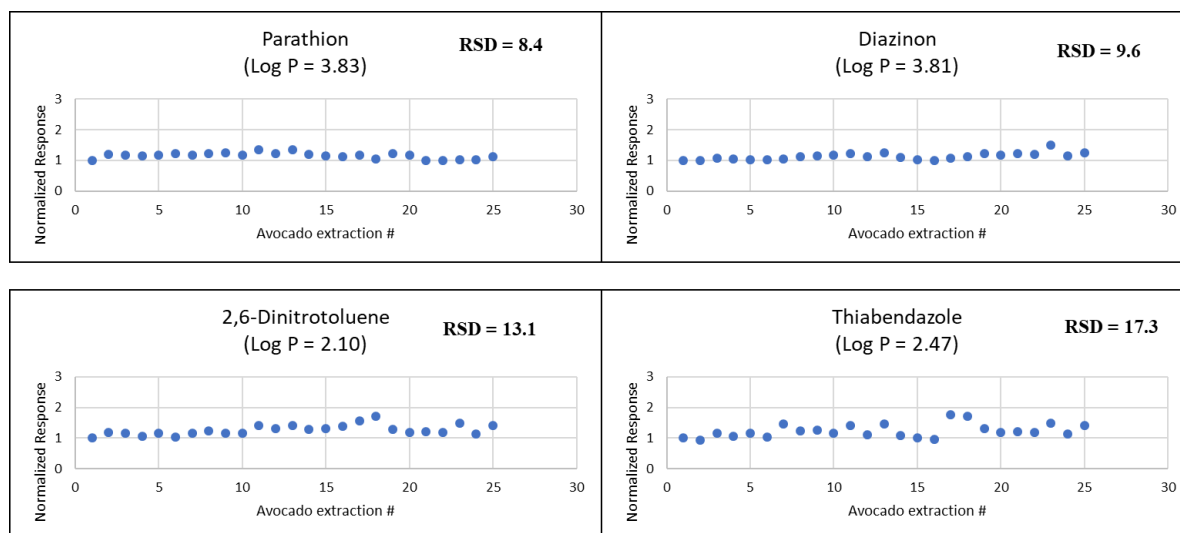 Parathion
(Log P = 3.83)
RSD = 8.4
Normalized Response
3
2
1
0
0 5 10 15 20 25 30
Avocado extraction #
Diazinon
(Log P = 3.81)
RSD = 9.6
Normalized Response
3
2
1
0
0 5 10 15 20 25 30
Avocado extraction #
2,6-Dinitrotoluene
(Log P = 2.10)
RSD = 13.1
Normalized Response
3
2
1
0
0 5 10 15 20 25 30
Avocado extraction #
Thiabendazole
(Log P = 2.47)
RSD = 17.3
Normalized Response
3
2
1
0
0 5 10 15 20 25 30
Avocado extraction #